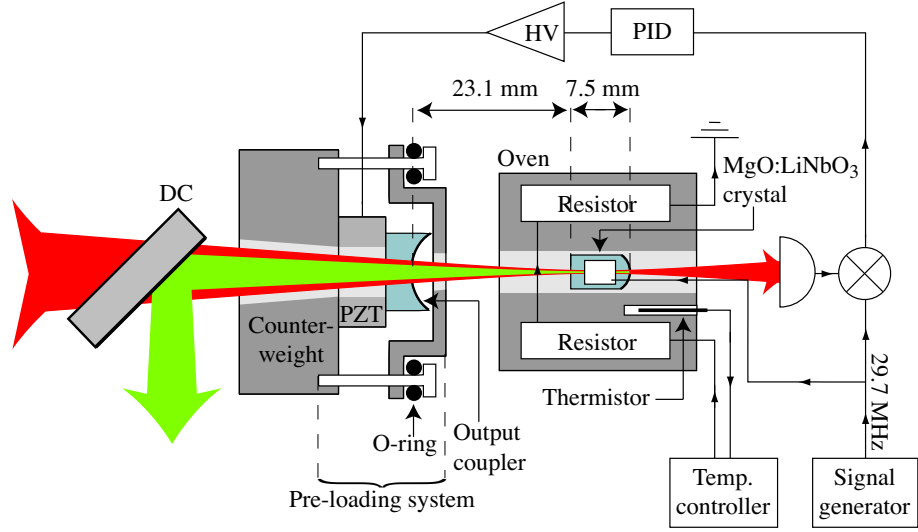 HV
PID
23.1 mm
7.5 mm
Oven
MgO:LiNbO₃
crystal
DC
Resistor
PZT
Counter-
weight
Resistor
Thermistor
29.7 MHz
O-ring
Output
coupler
Pre-loading system
Temp.
controller
Signal
generator